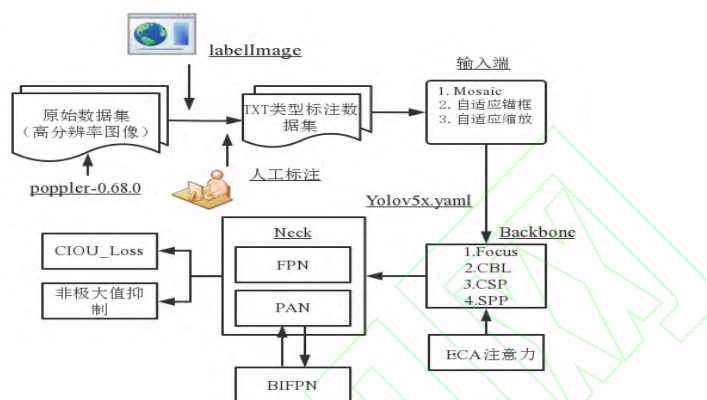 labelImage
输入端
原始数据集
（高分辨率图像）
TXT类型标注数
据集
1. Mosaic
2. 自适应锚框
3. 自适应缩放
poppler-0.68.0
人工标注
Yolov5x.yaml
Neck
Backbone
CIOU_Loss
FPN
1.Focus
2.CBL
3.CSP
4.SPP
非极大值抑
制
PAN
ECA注意力
BIFPN